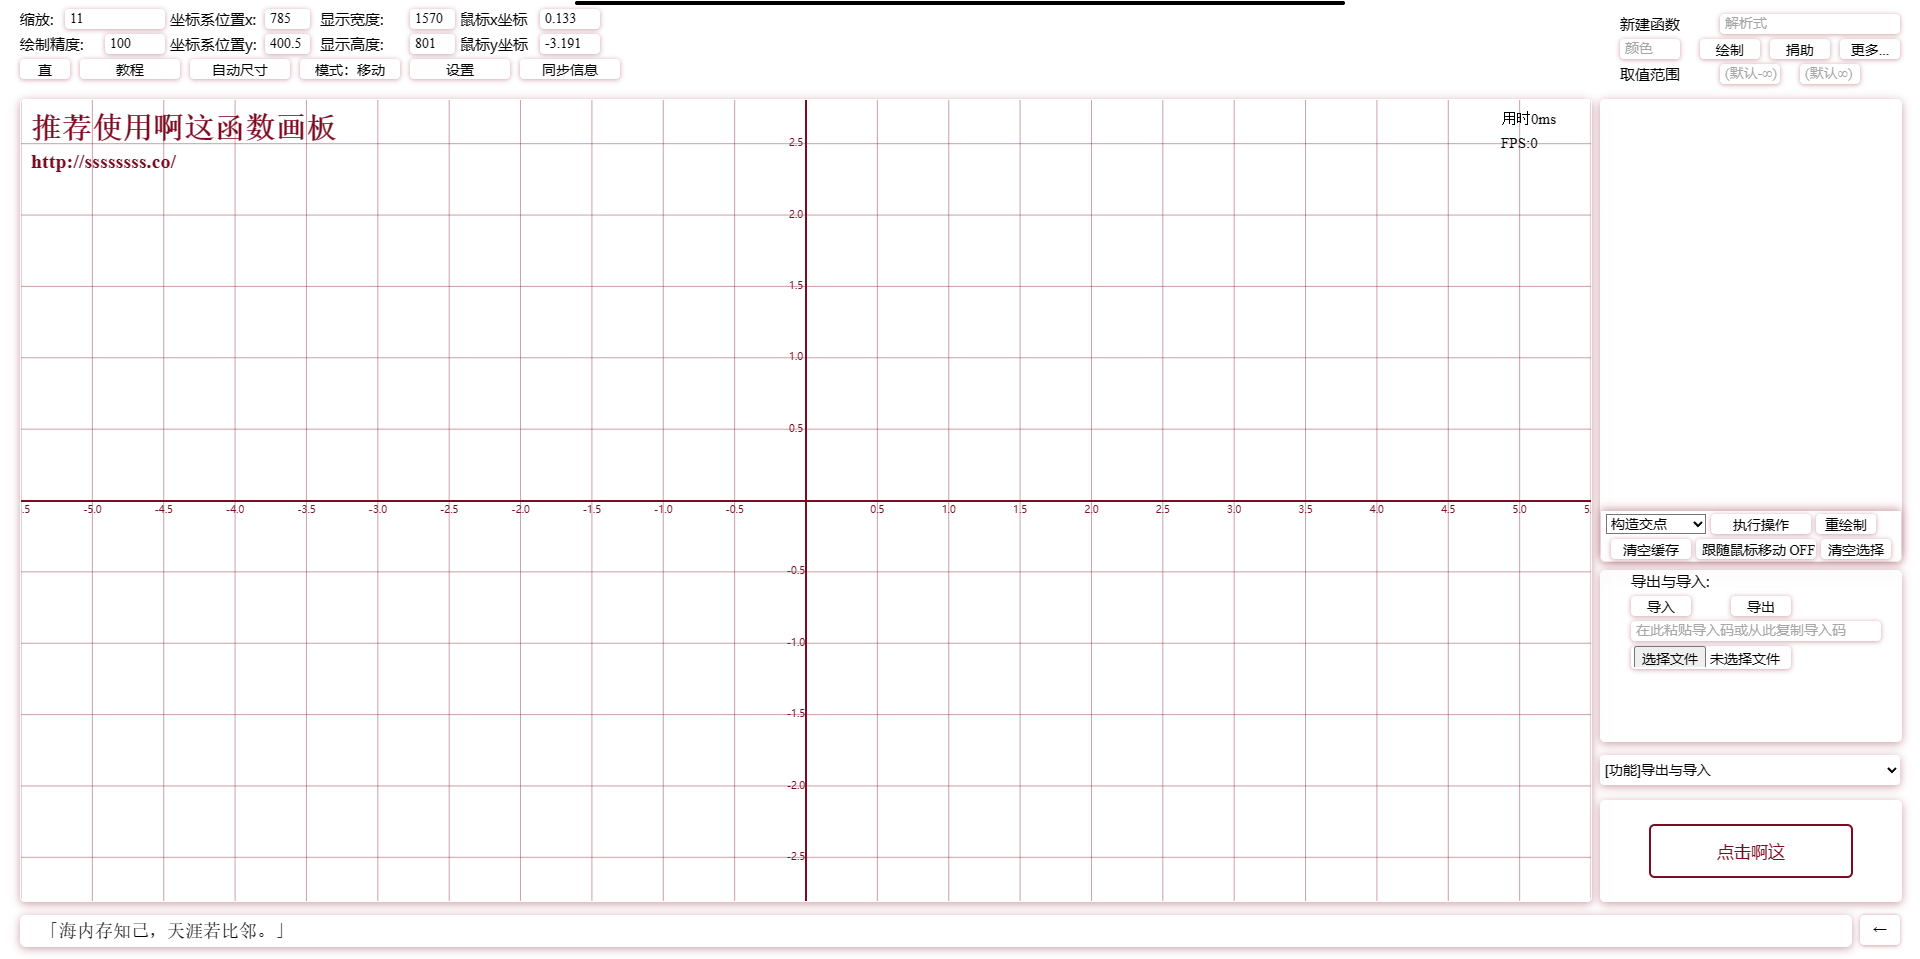 缩放: 11 坐标系位置x: 785 显示宽度: 1570 鼠标x坐标 0.133
绘制精度: 100 坐标系位置y: 400.5 显示高度: 801 鼠标y坐标 -3.191
直 教程 自动尺寸 模式：移动 设置 同步信息
新建函数 解析式
颜色 绘制 捐助 更多...
取值范围 (默认-∞) (默认∞)
推荐使用啊这函数画板
http://ssssssss.co/
用时0ms
FPS:0
2.5
2.0
1.5
1.0
0.5
.5 -5.0 -4.5 -4.0 -3.5 -3.0 -2.5 -2.0 -1.5 -1.0 -0.5 0.5 1.0 1.5 2.0 2.5 3.0 3.5 4.0 4.5 5.0 5.
-0.5
-1.0
-1.5
-2.0
-2.5
构造交点 执行操作 重绘制
清空缓存 跟随鼠标移动 OFF 清空选择
导出与导入:
导入 导出
在此粘贴导入码或从此复制导入码
选择文件 未选择文件
[功能]导出与导入
点击啊这
「海内存知己，天涯若比邻。」 ←